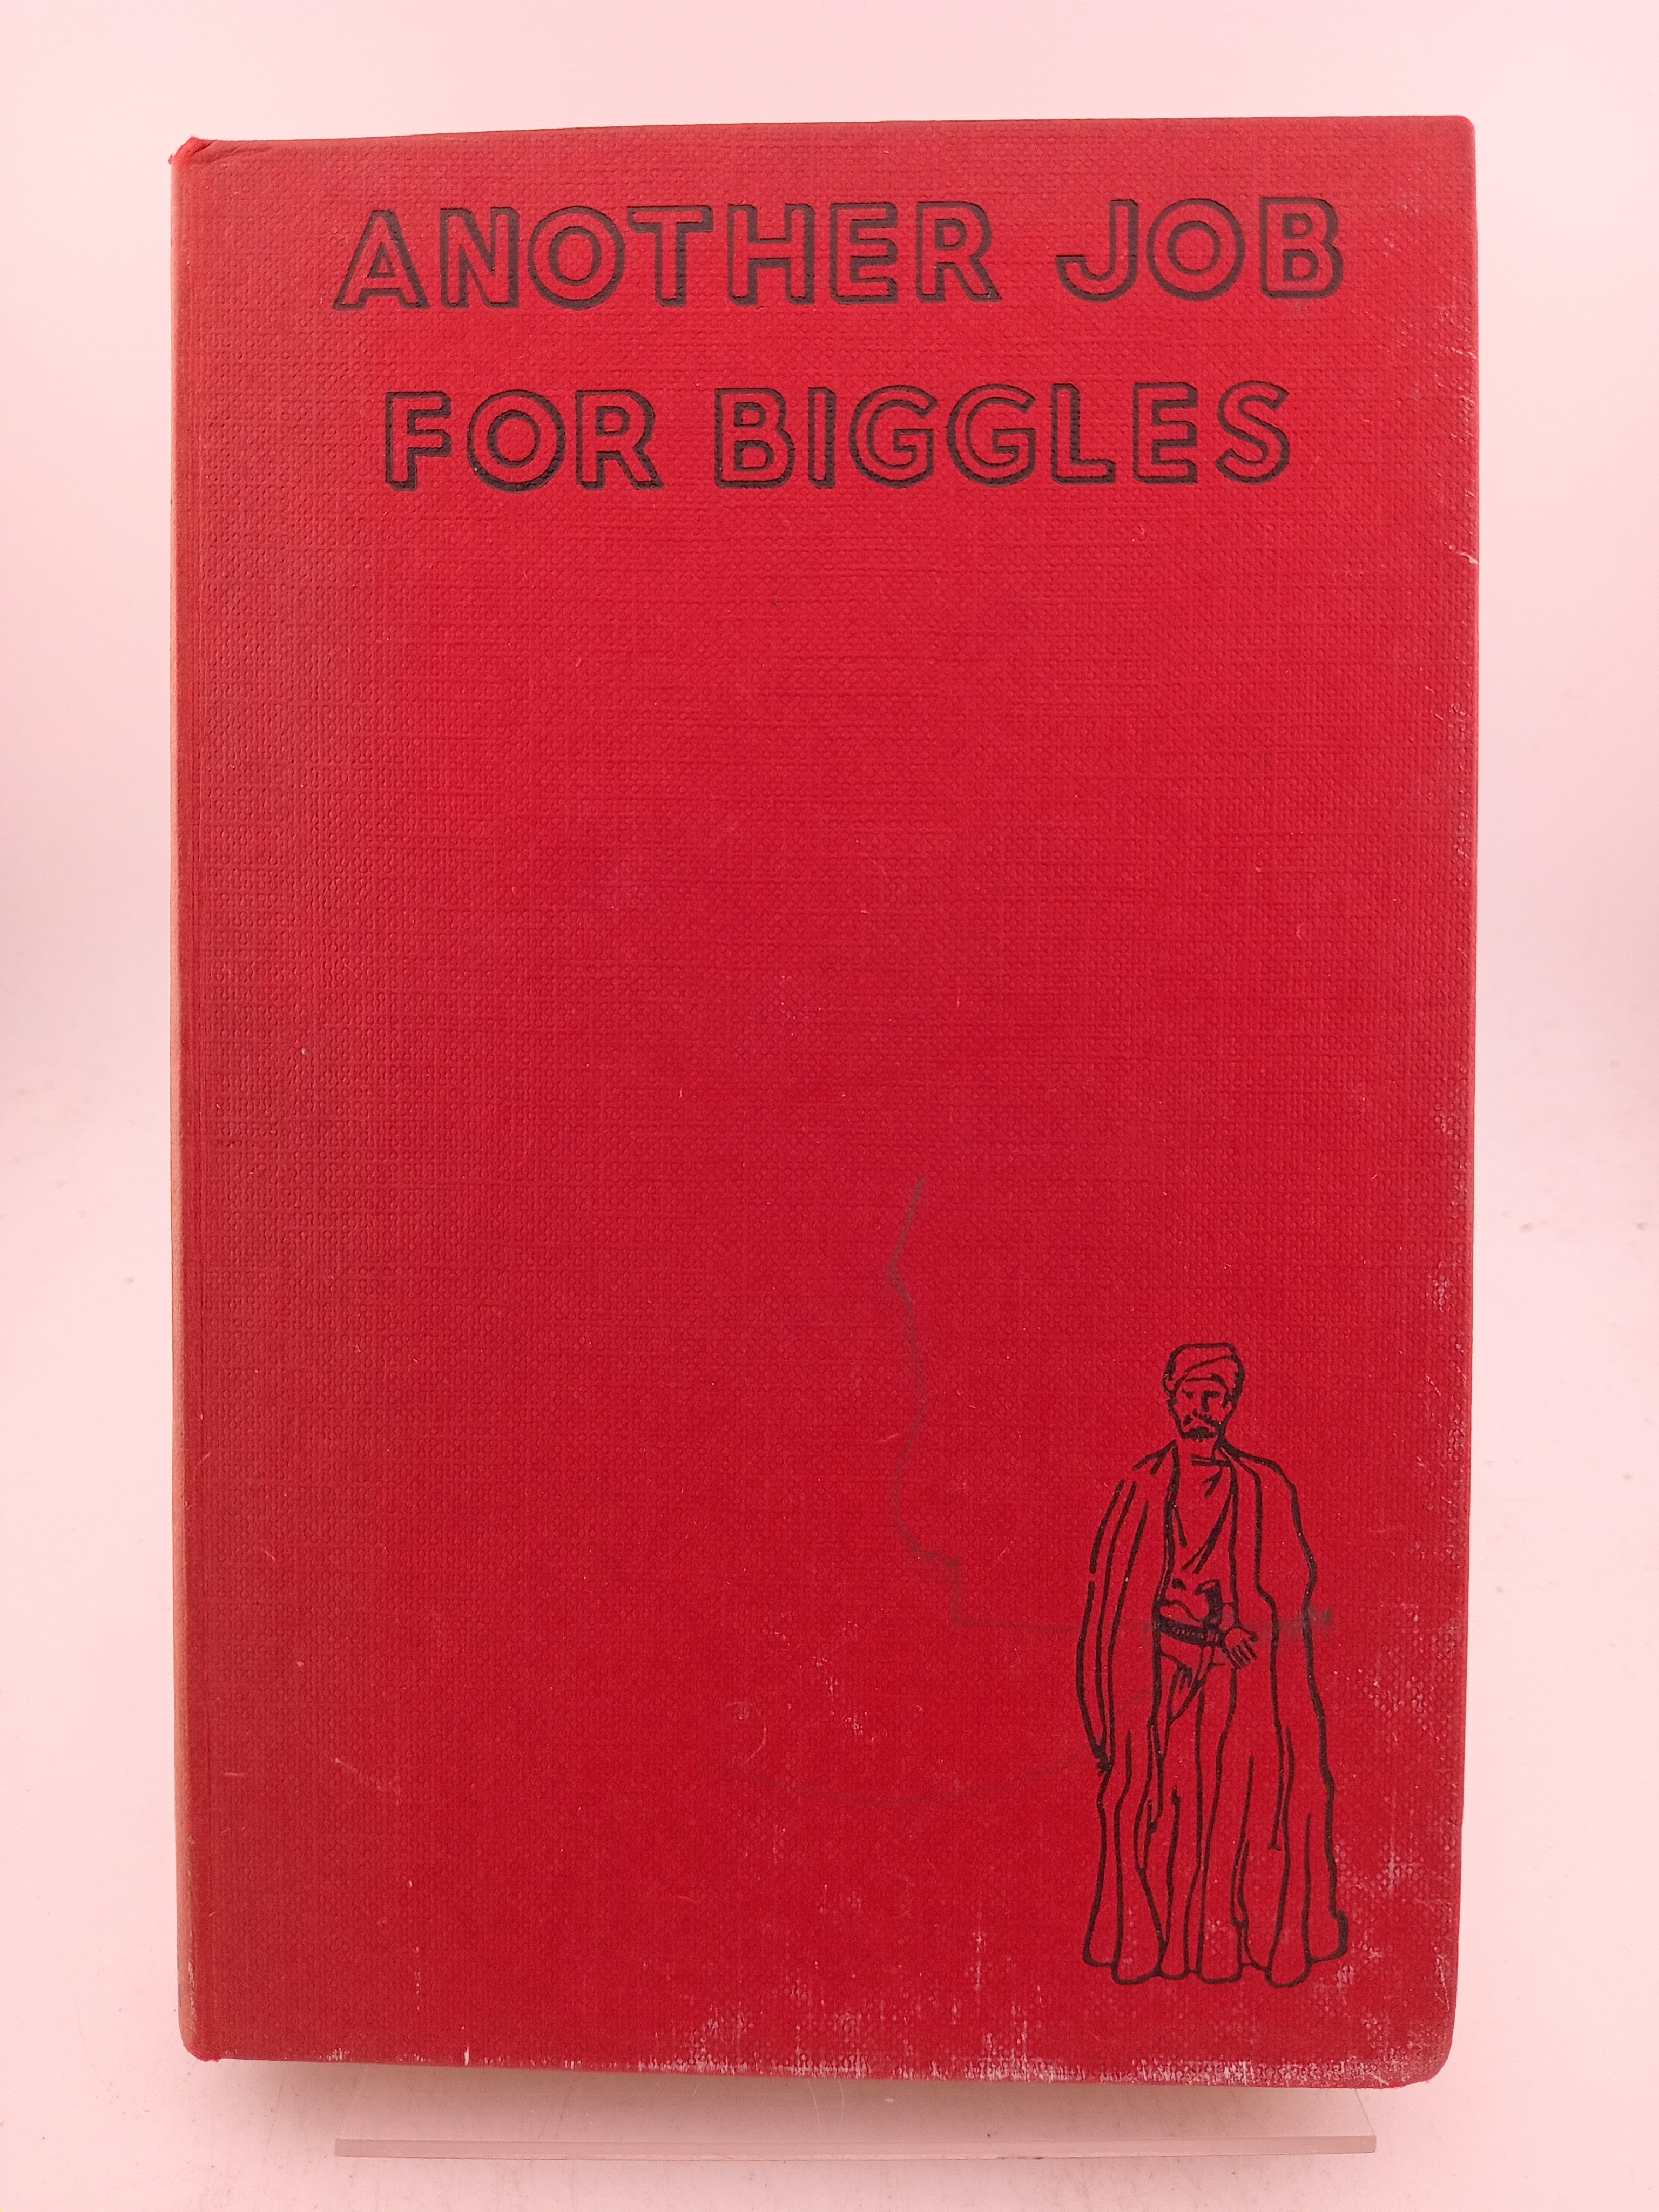 ANOTHER JOB
FOR BIGGLES